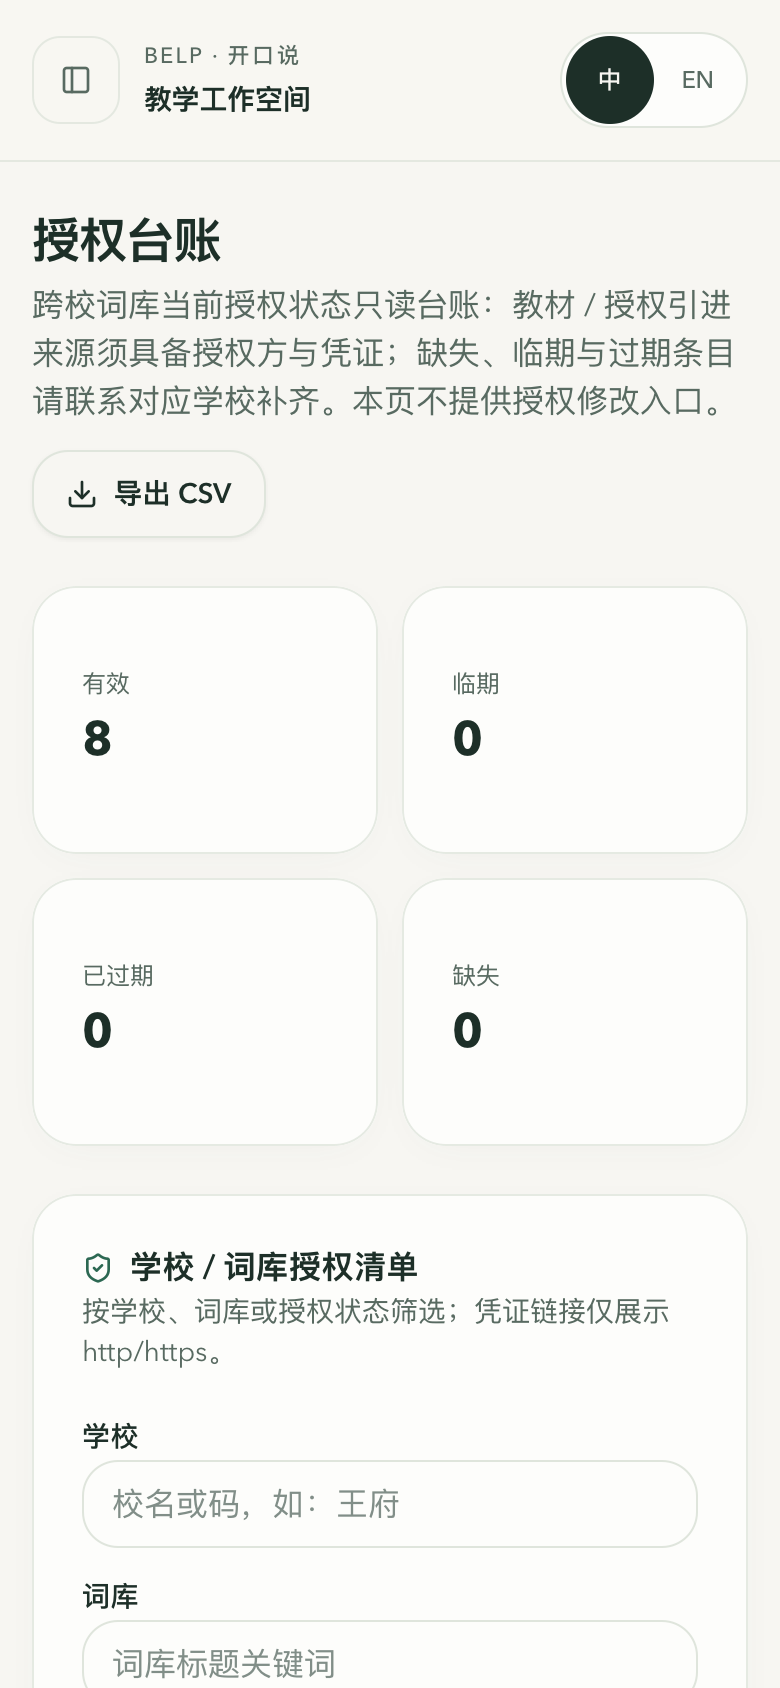 BELP · 开口说
教学工作空间
中
EN
授权台账
跨校词库当前授权状态只读台账：教材 / 授权引进
来源须具备授权方与凭证；缺失、临期与过期条目
请联系对应学校补齐。本页不提供授权修改入口。
导出 CSV
有效
8
临期
0
已过期
0
缺失
0
学校 / 词库授权清单
按学校、词库或授权状态筛选；凭证链接仅展示
http/https。
学校
校名或码，如：王府
词库
词库标题关键词